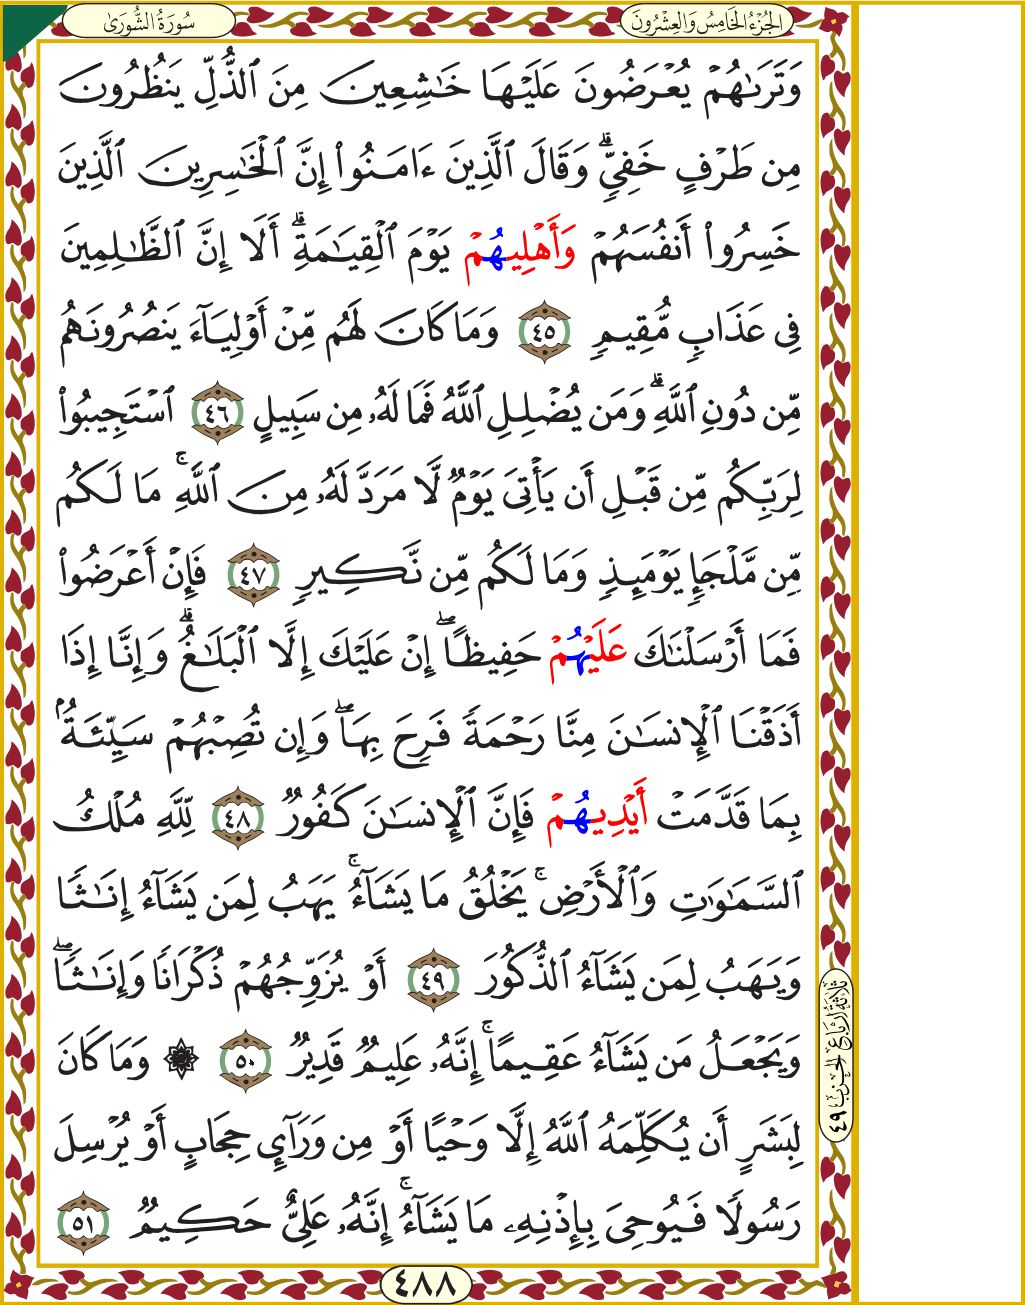 الجُزْءُ الخَامِسُ وَالعِشْرُونَ
سُورَةُ الشُّورَىٰ
وَتَرَىٰهُمْ يُعْرَضُونَ عَلَيْهَا خَٰشِعِينَ مِنَ ٱلذُّلِّ يَنظُرُونَ
مِن طَرْفٍ خَفِيٍّۗ وَقَالَ ٱلَّذِينَ ءَامَنُوٓا۟ إِنَّ ٱلْخَٰسِرِينَ ٱلَّذِينَ
خَسِرُوٓا۟ أَنفُسَهُمْ وَأَهْلِيهُمْ يَوْمَ ٱلْقِيَٰمَةِۗ أَلَآ إِنَّ ٱلظَّٰلِمِينَ
فِى عَذَابٍ مُّقِيمٍ ٤٥ وَمَا كَانَ لَهُم مِّنْ أَوْلِيَآءَ يَنصُرُونَهُم
مِّن دُونِ ٱللَّهِۗ وَمَن يُضْلِلِ ٱللَّهُ فَمَا لَهُۥ مِن سَبِيلٍ ٤٦ ٱسْتَجِيبُوا۟
لِرَبِّكُم مِّن قَبْلِ أَن يَأْتِىَ يَوْمٌ لَّا مَرَدَّ لَهُۥ مِنَ ٱللَّهِۚ مَا لَكُم
مِّن مَّلْجَإٍ يَوْمَئِذٍ وَمَا لَكُم مِّن نَّكِيرٍ ٤٧ فَإِنْ أَعْرَضُوا۟
فَمَآ أَرْسَلْنَٰكَ عَلَيْهُمْ حَفِيظًاۖ إِنْ عَلَيْكَ إِلَّا ٱلْبَلَٰغُۗ وَإِنَّآ إِذَآ
أَذَقْنَا ٱلْإِنسَٰنَ مِنَّا رَحْمَةً فَرِحَ بِهَاۖ وَإِن تُصِبْهُمْ سَيِّئَةٌۢ
بِمَا قَدَّمَتْ أَيْدِيهُمْ فَإِنَّ ٱلْإِنسَٰنَ كَفُورٌ ٤٨ لِّلَّهِ مُلْكُ
ٱلسَّمَٰوَٰتِ وَٱلْأَرْضِۚ يَخْلُقُ مَا يَشَآءُۚ يَهَبُ لِمَن يَشَآءُ إِنَٰثًا
وَيَهَبُ لِمَن يَشَآءُ ٱلذُّكُورَ ٤٩ أَوْ يُزَوِّجُهُمْ ذُكْرَانًا وَإِنَٰثًاۖ
وَيَجْعَلُ مَن يَشَآءُ عَقِيمًاۚ إِنَّهُۥ عَلِيمٌ قَدِيرٌ ٥٠ ۞ وَمَا كَانَ
لِبَشَرٍ أَن يُكَلِّمَهُ ٱللَّهُ إِلَّا وَحْيًا أَوْ مِن وَرَآئِ حِجَابٍ أَوْ يُرْسِلَ
رَسُولًا فَيُوحِىَ بِإِذْنِهِۦ مَا يَشَآءُۚ إِنَّهُۥ عَلِىٌّ حَكِيمٌ ٥١
ثَلَاثَةُ أَرْبَاعِ الحِزْبِ ٤٩
٤٨٨